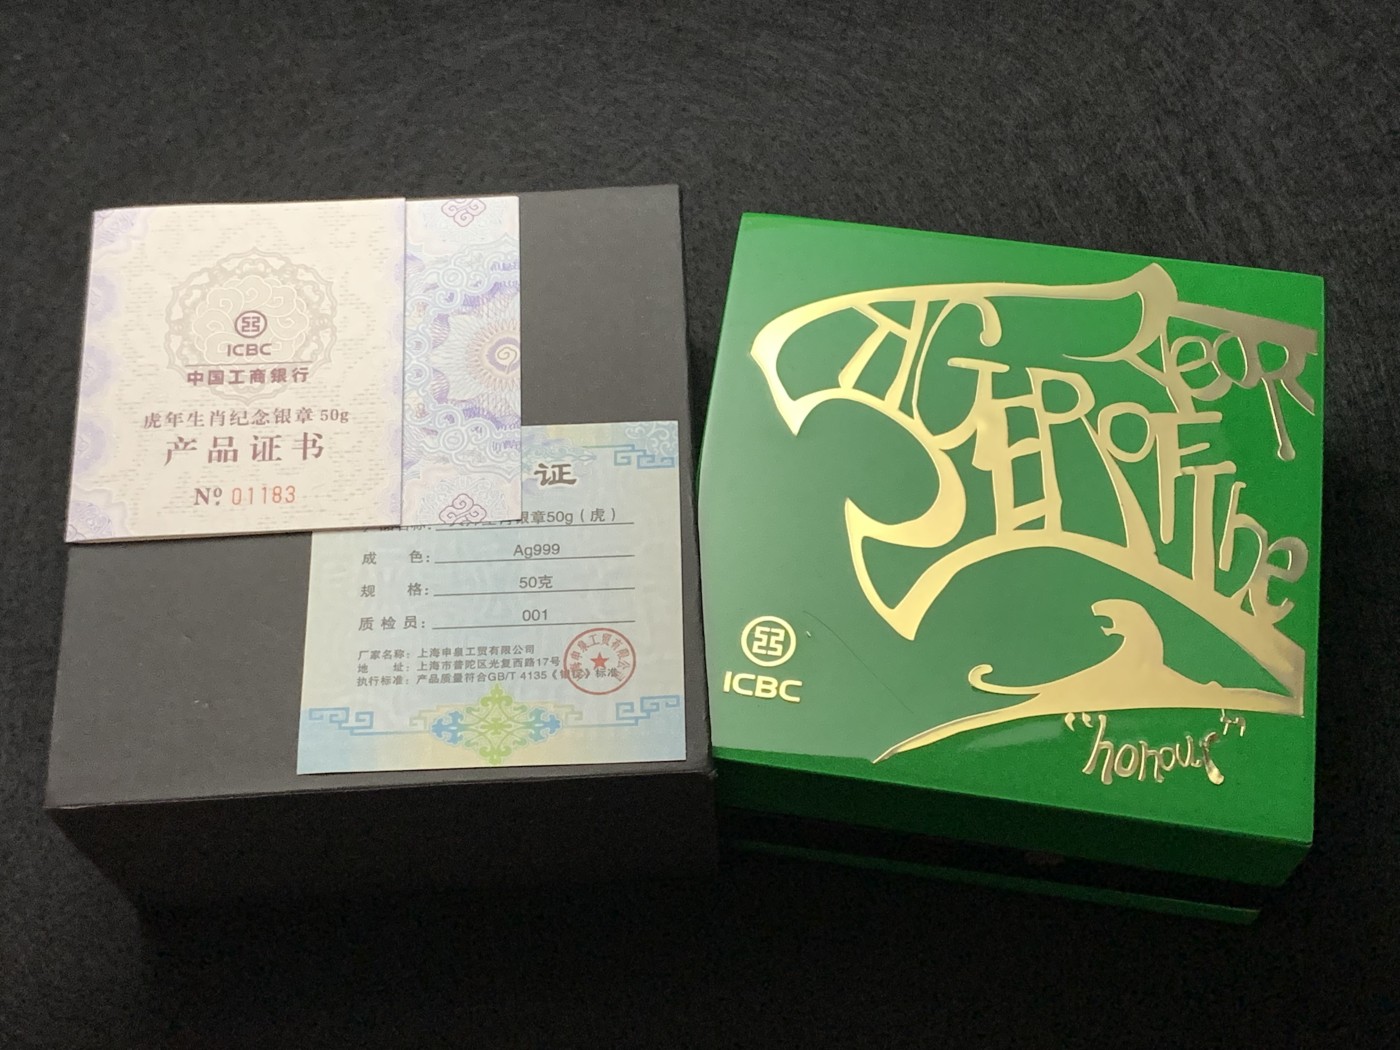 ICBC
中国工商银行
虎年生肖纪念银章 50g
产品证书
Nº 01183
证
银章50g（虎）
成 色: Ag999
规 格: 50克
质检员: 001
厂家名称: 上海申泉工贸有限公司
地 址: 上海市普陀区光复西路17号
执行标准: 产品质量符合GB/T 4135《银锭》标准
year
TIGER OF The
ICBC
"honour"